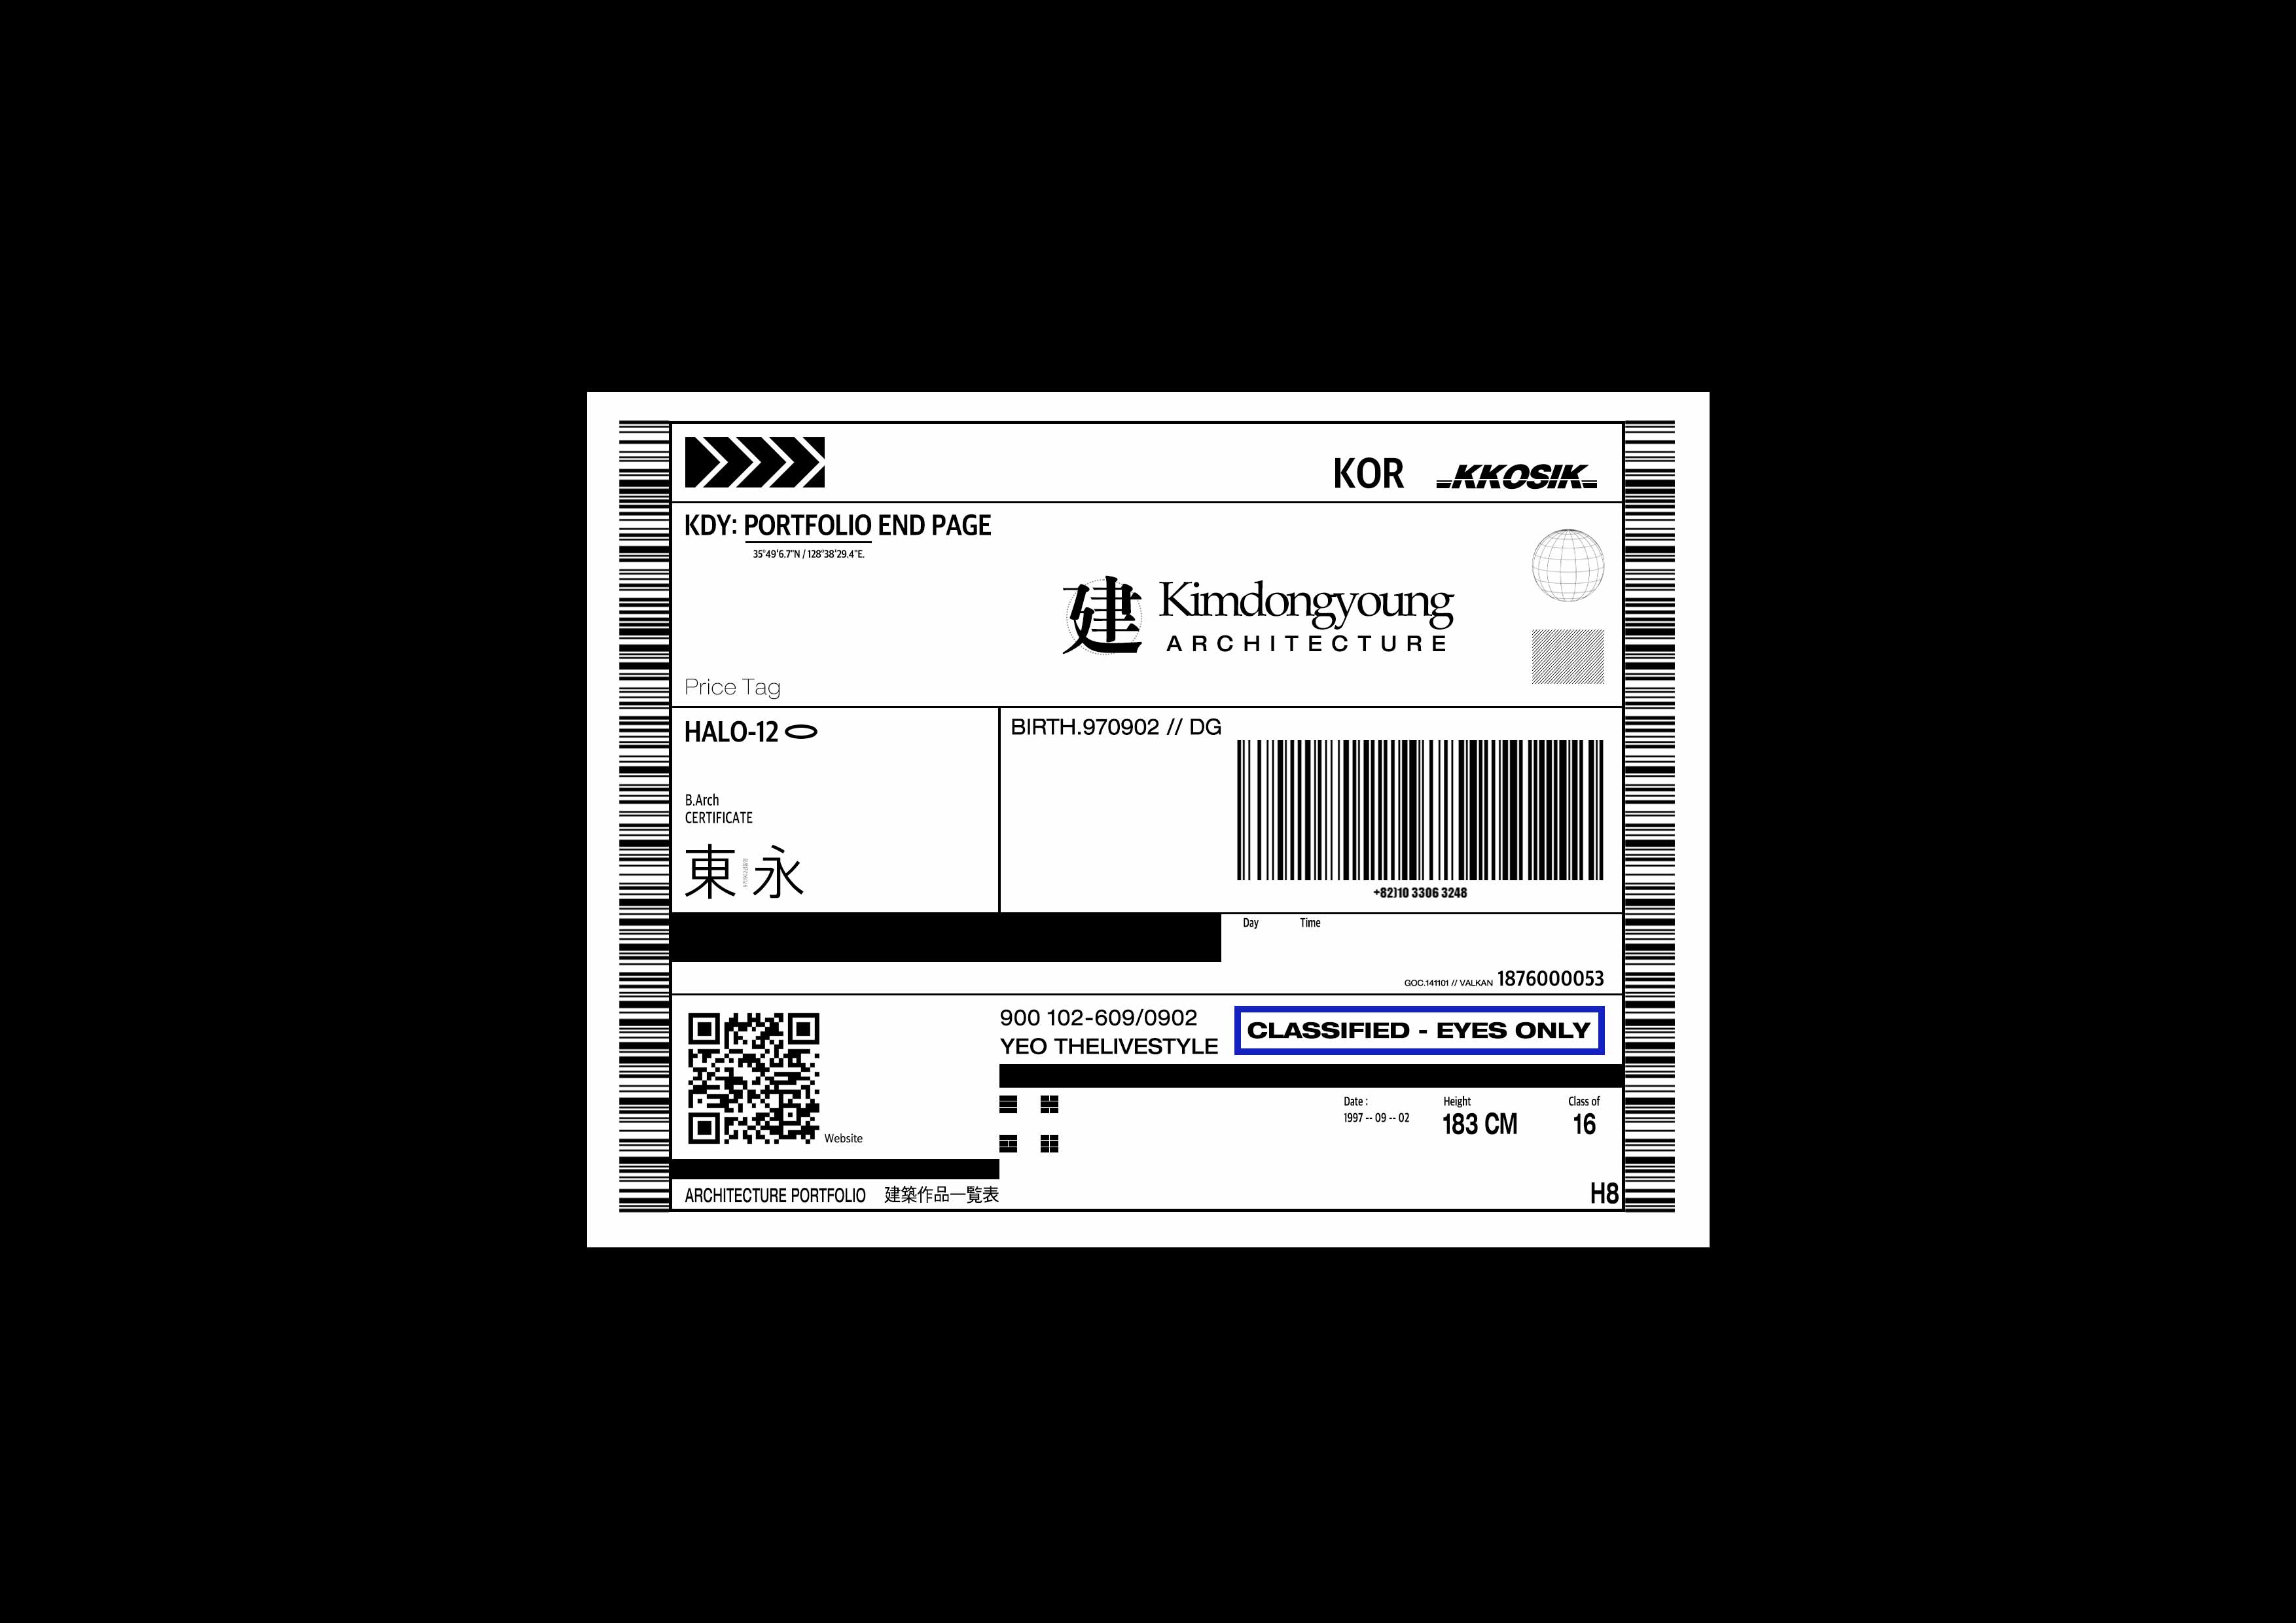 KOR KKOSIK
KDY: PORTFOLIO END PAGE
35°49'6.7"N / 128°38'29.4"E.
建 Kimdongyoung
ARCHITECTURE
Price Tag
HALO-12
BIRTH.970902 // DG
B.Arch
CERTIFICATE
東 永
+82)10 3306 3248
Day Time
GOC.141101 // VALKAN 1876000053
900 102-609/0902
YEO THELIVESTYLE
CLASSIFIED - EYES ONLY
Website
Date : Height Class of
1997 -- 09 -- 02 183 CM 16
ARCHITECTURE PORTFOLIO 建築作品一覧表
H8